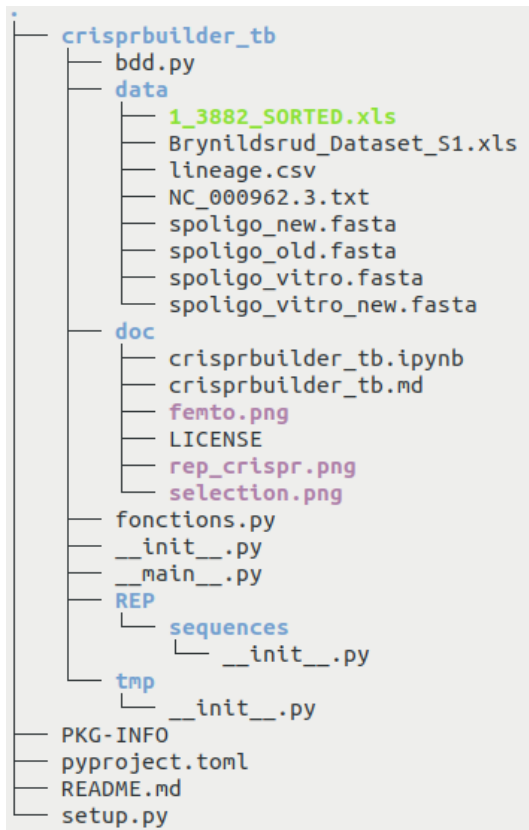 .
crisprbuilder_tb
bdd.py
data
1_3882_SORTED.xls
Brynildsrud_Dataset_S1.xls
lineage.csv
NC_000962.3.txt
spoligo_new.fasta
spoligo_old.fasta
spoligo_vitro.fasta
spoligo_vitro_new.fasta
doc
crisprbuilder_tb.ipynb
crisprbuilder_tb.md
femto.png
LICENSE
rep_crispr.png
selection.png
fonctions.py
__init__.py
__main__.py
REP
sequences
__init__.py
tmp
__init__.py
PKG-INFO
pyproject.toml
README.md
setup.py